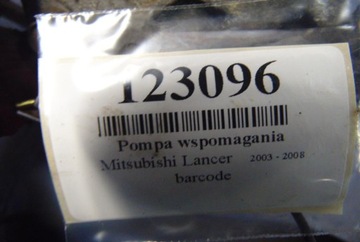 123096
Pompa wspomagania
Mitsubishi Lancer 2003 - 2008
barcode